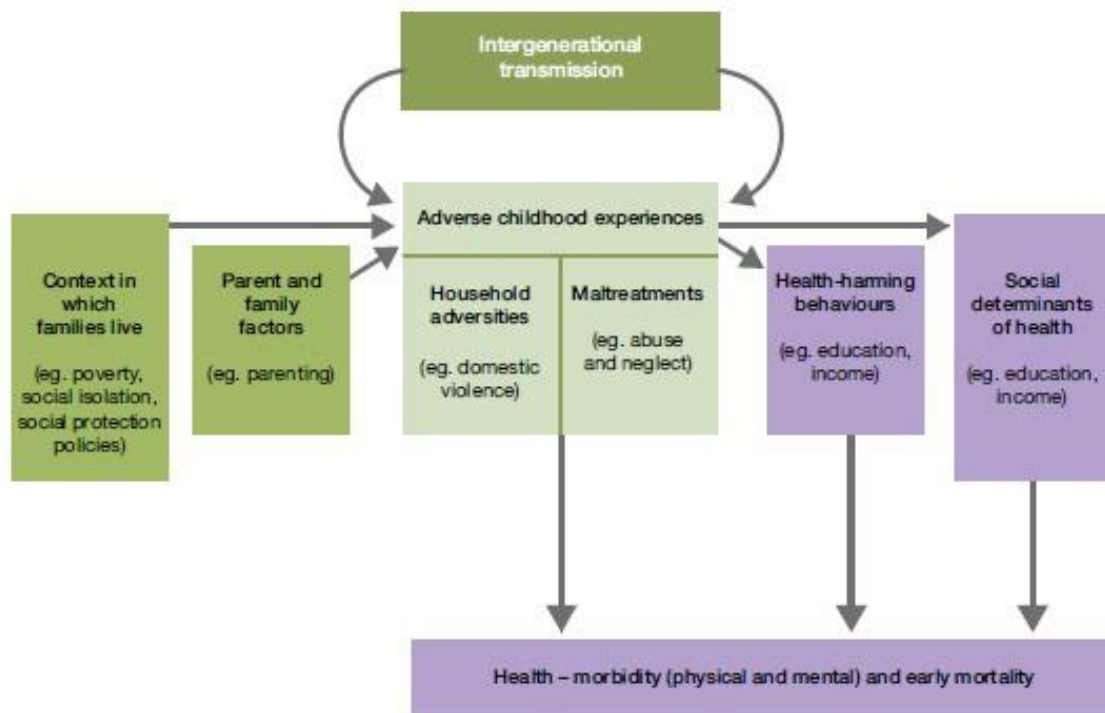 Intergenerational
transmission
Adverse childhood experiences
Context in
which
families live
(eg. poverty,
social isolation,
social protection
policies)
Parent and
family
factors
(eg. parenting)
Household
adversities
(eg. domestic
violence)
Maltreatments
(eg. abuse
and neglect)
Health-harming
behaviours
(eg. education,
income)
Social
determinants
of health
(eg. education,
income)
Health – morbidity (physical and mental) and early mortality